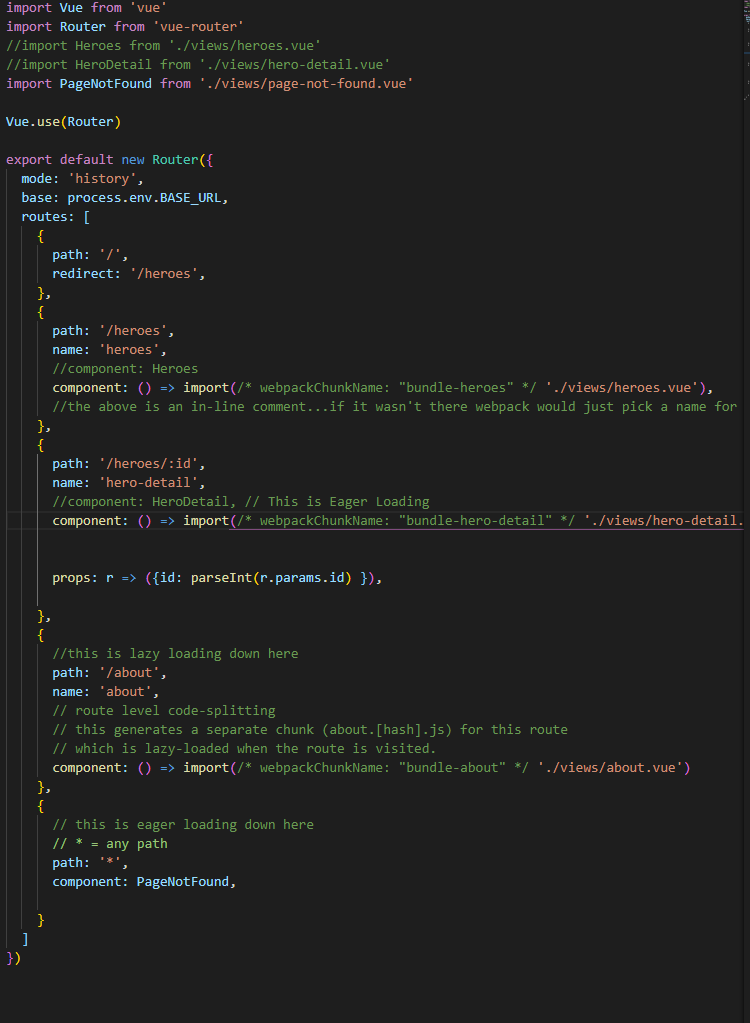 import Vue from 'vue'
import Router from 'vue-router'
//import Heroes from './views/heroes.vue'
//import HeroDetail from './views/hero-detail.vue'
import PageNotFound from './views/page-not-found.vue'
Vue.use(Router)
export default new Router({
mode: 'history',
base: process.env.BASE_URL,
routes: [
{
path: '/',
redirect: '/heroes',
},
{
path: '/heroes',
name: 'heroes',
//component: Heroes
component: () => import(/* webpackChunkName: "bundle-heroes" */ './views/heroes.vue'),
//the above is an in-line comment...if it wasn't there webpack would just pick a name for
},
{
path: '/heroes/:id',
name: 'hero-detail',
//component: HeroDetail, // This is Eager Loading
component: () => import(/* webpackChunkName: "bundle-hero-detail" */ './views/hero-detail.
props: r => ({id: parseInt(r.params.id) }),
},
{
//this is lazy loading down here
path: '/about',
name: 'about',
// route level code-splitting
// this generates a separate chunk (about.[hash].js) for this route
// which is lazy-loaded when the route is visited.
component: () => import(/* webpackChunkName: "bundle-about" */ './views/about.vue')
},
{
// this is eager loading down here
// * = any path
path: '*',
component: PageNotFound,
}
]
})